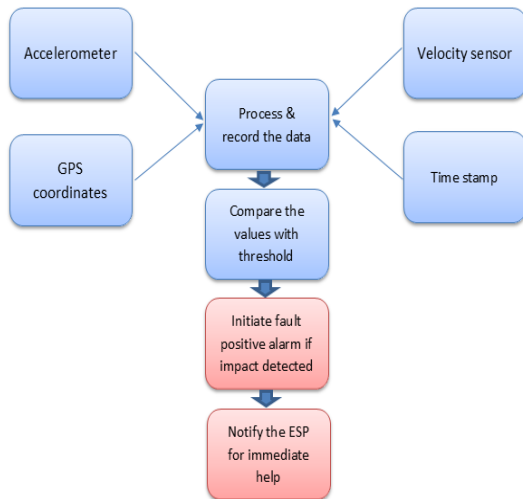 Accelerometer
Velocity sensor
Process &
record the data
GPS
coordinates
Time stamp
Compare the
values with
threshold
Initiate fault
positive alarm if
impact detected
Notify the ESP
for immediate
help